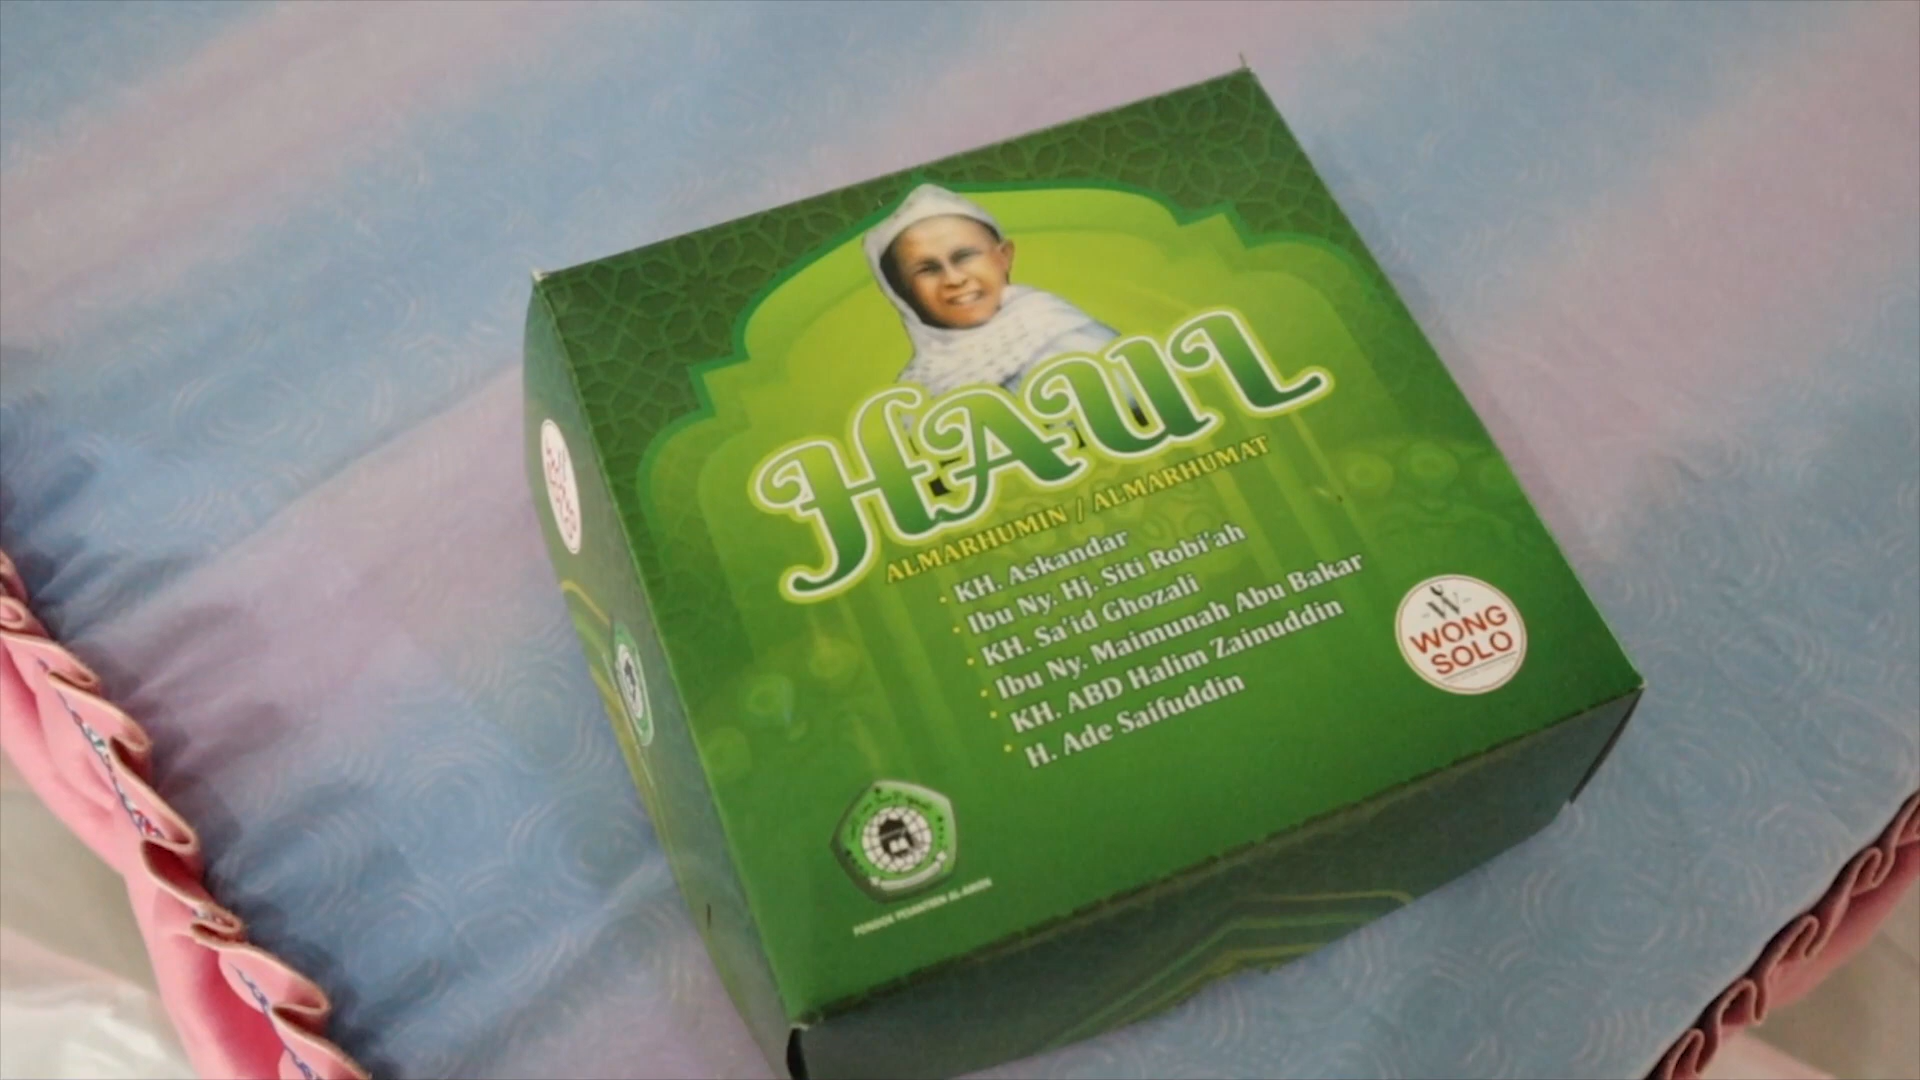 HAUL
ALMARHUMIN / ALMARHUMAT
· KH. Askandar
· Ibu Ny. Hj. Siti Robi'ah
· KH. Sa'id Ghozali
· Ibu Ny. Maimunah Abu Bakar
· KH. ABD Halim Zainuddin
· H. Ade Saifuddin
W
WONG
SOLO
PONDOK PESANTREN AL-AMIN